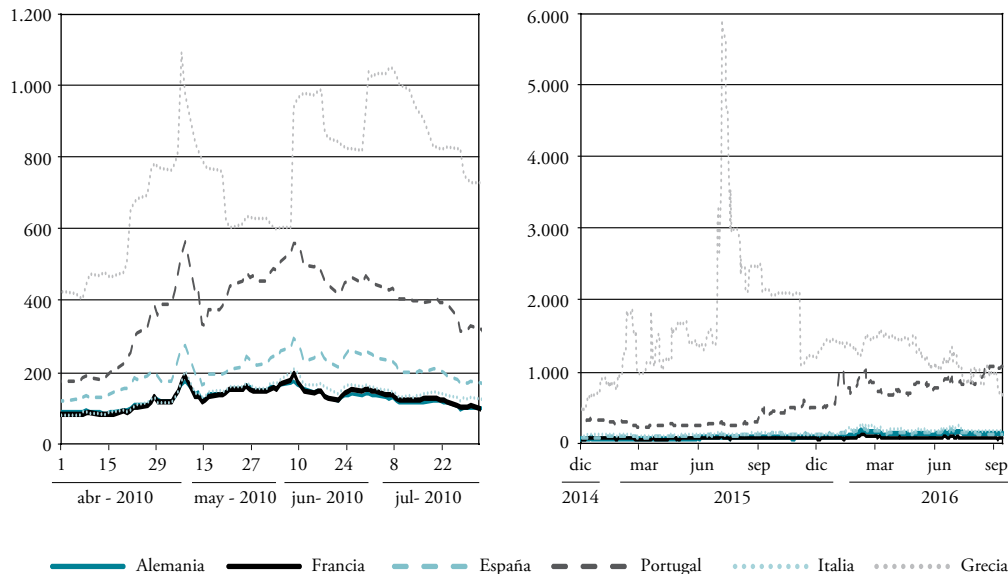 1.200
1.000
800
600
400
200
0
1 15 29 13 27 10 24 8 22
abr - 2010 may - 2010 jun- 2010 jul- 2010
6.000
5.000
4.000
3.000
2.000
1.000
0
dic mar jun sep dic mar jun sep
2014 2015 2016
Alemania Francia España Portugal Italia Grecia